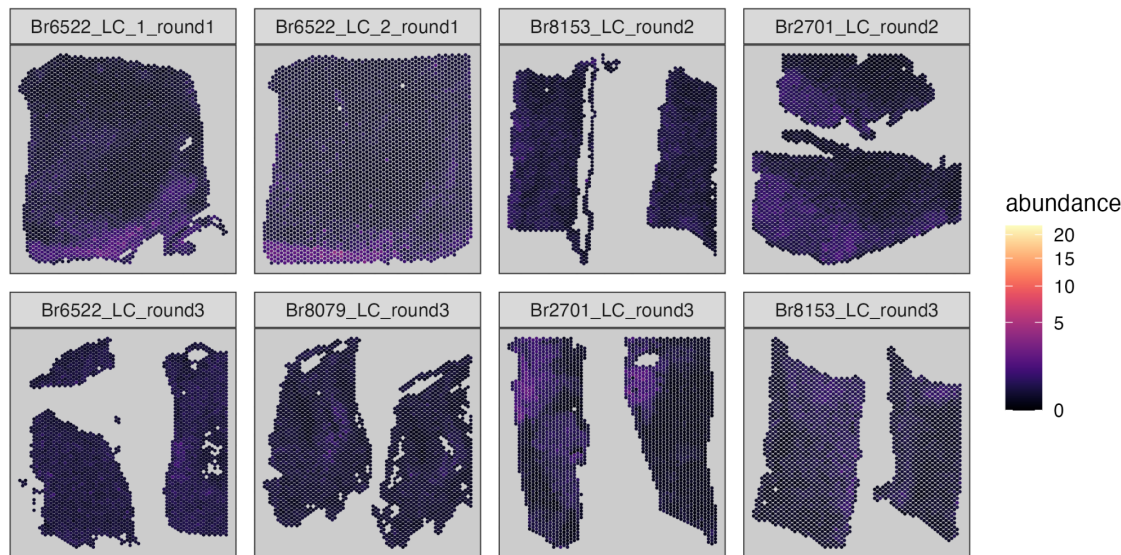 Br6522_LC_1_round1
Br6522_LC_2_round1
Br8153_LC_round2
Br2701_LC_round2
abundance
20
15
10
5
0
Br6522_LC_round3
Br8079_LC_round3
Br2701_LC_round3
Br8153_LC_round3